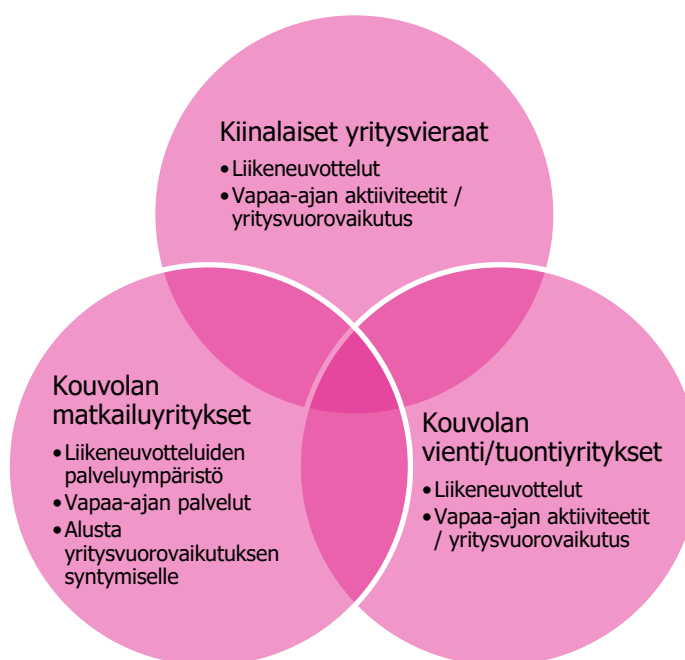 Kiinalaiset yritysvieraat
•Liikeneuvottelut
•Vapaa-ajan aktiiviteetit /
yritysvuorovaikutus
Kouvolan
matkailuyritykset
•Liikeneuvotteluiden
palveluympäristö
•Vapaa-ajan palvelut
•Alusta
yritysvuorovaikutuksen
syntymiselle
Kouvolan
vienti/tuontiyritykset
•Liikeneuvottelut
•Vapaa-ajan aktiiviteetit
/ yritysvuorovaikutus